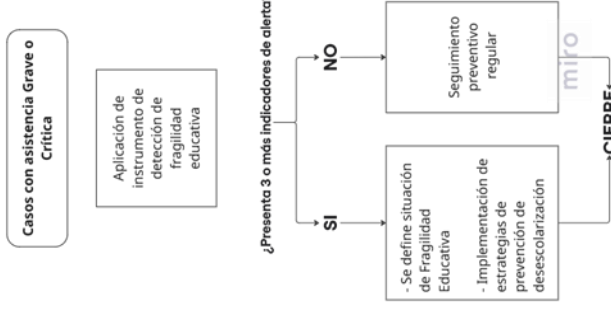 Casos con asistencia Grave o
Crítica
Aplicación de
instrumento de
detección de
fragilidad
educativa
¿Presenta 3 o más indicadores de alerta
SI
NO
- Se define situación
de Fragilidad
Educativa
- Implementación de
estrategias de
prevención de
desescolarización
Seguimiento
preventivo
regular
miro